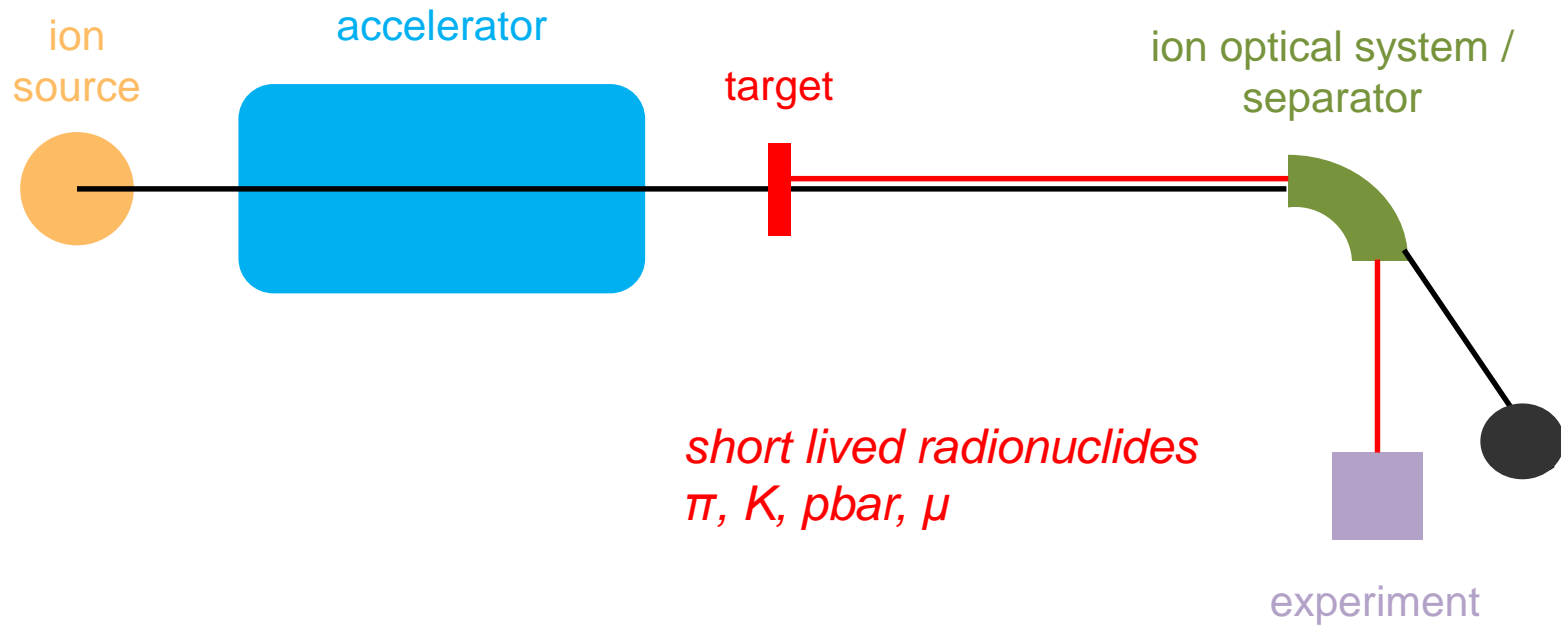 ion
source
accelerator
target
ion optical system /
separator
short lived radionuclides
π, K, pbar, μ
experiment